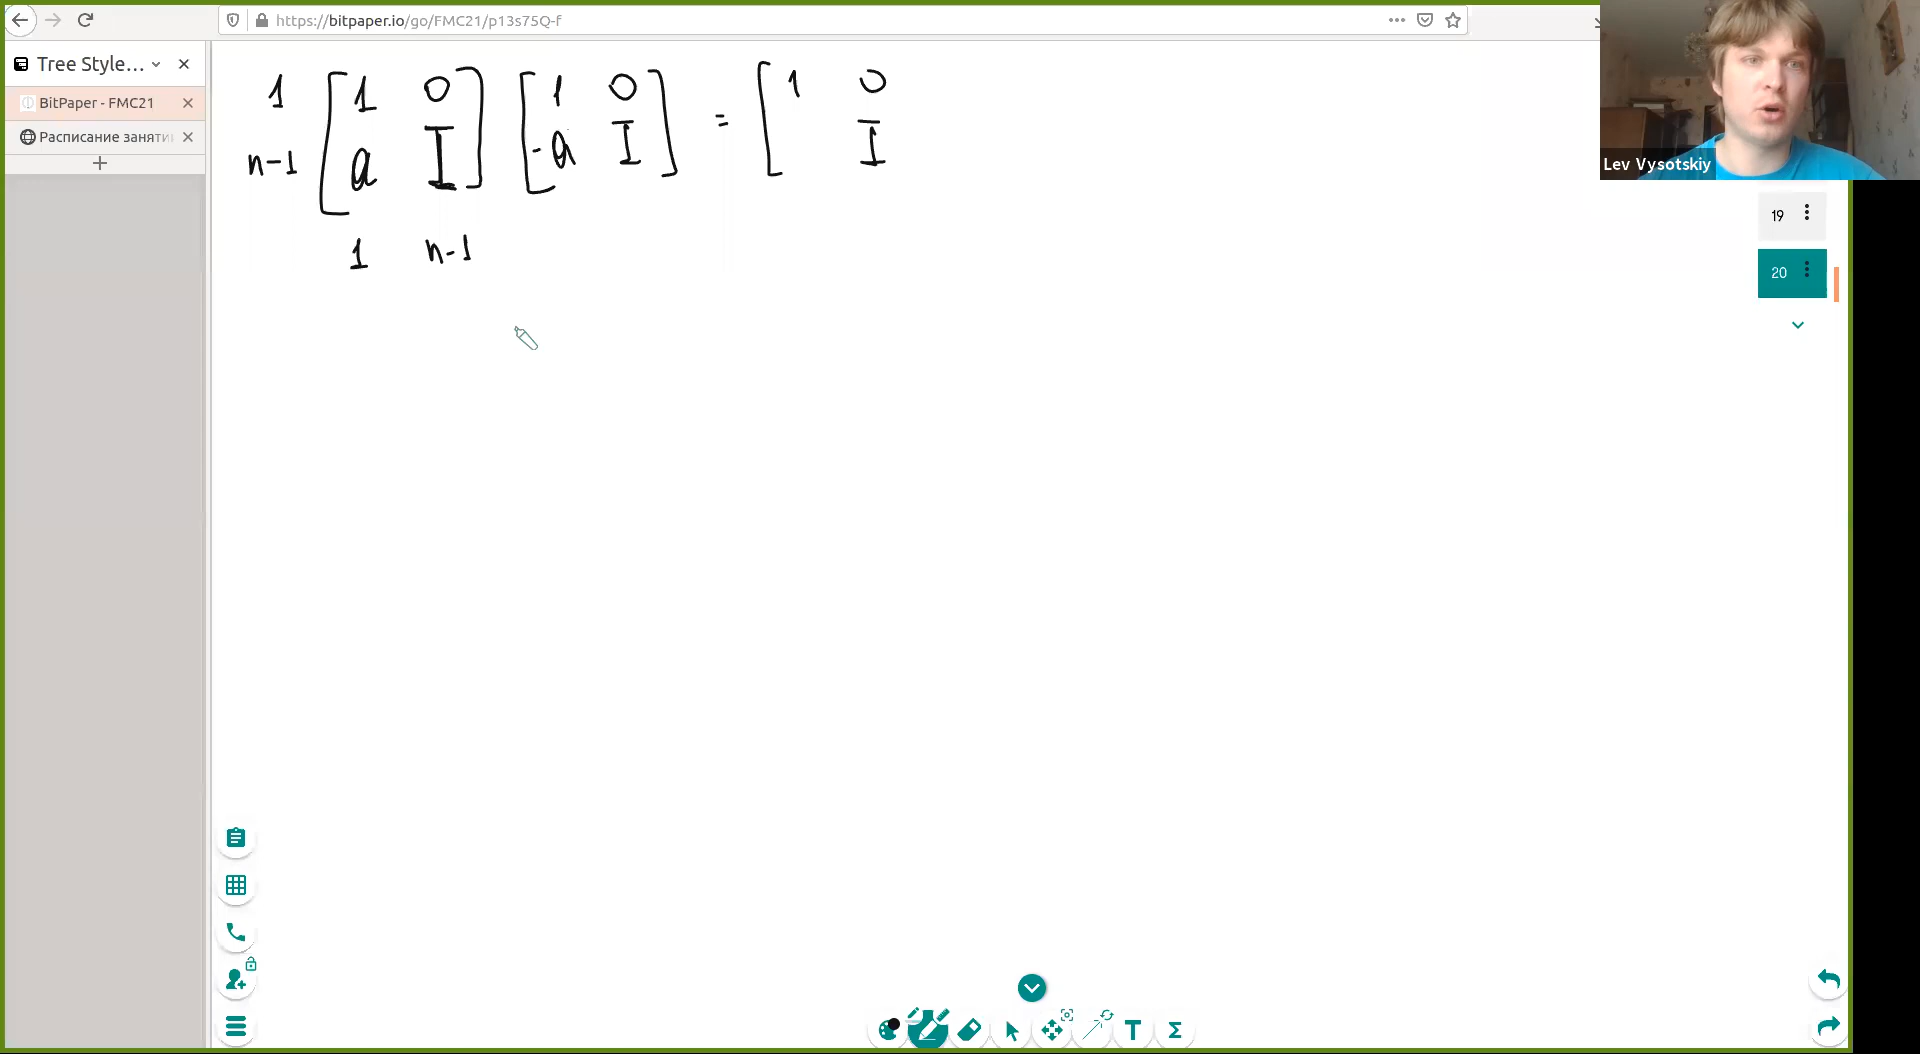 https://bitpaper.io/go/FMC21/p13s75Q-f
Tree Style...
BitPaper - FMC21
Расписание заняти
1 [ 1 0 ] [ 1 0 ] = [ 1 0
n-1 [ a I ] [ -a I ] [ I
1 n-1
Lev Vysotskiy
19
20
T
Σ